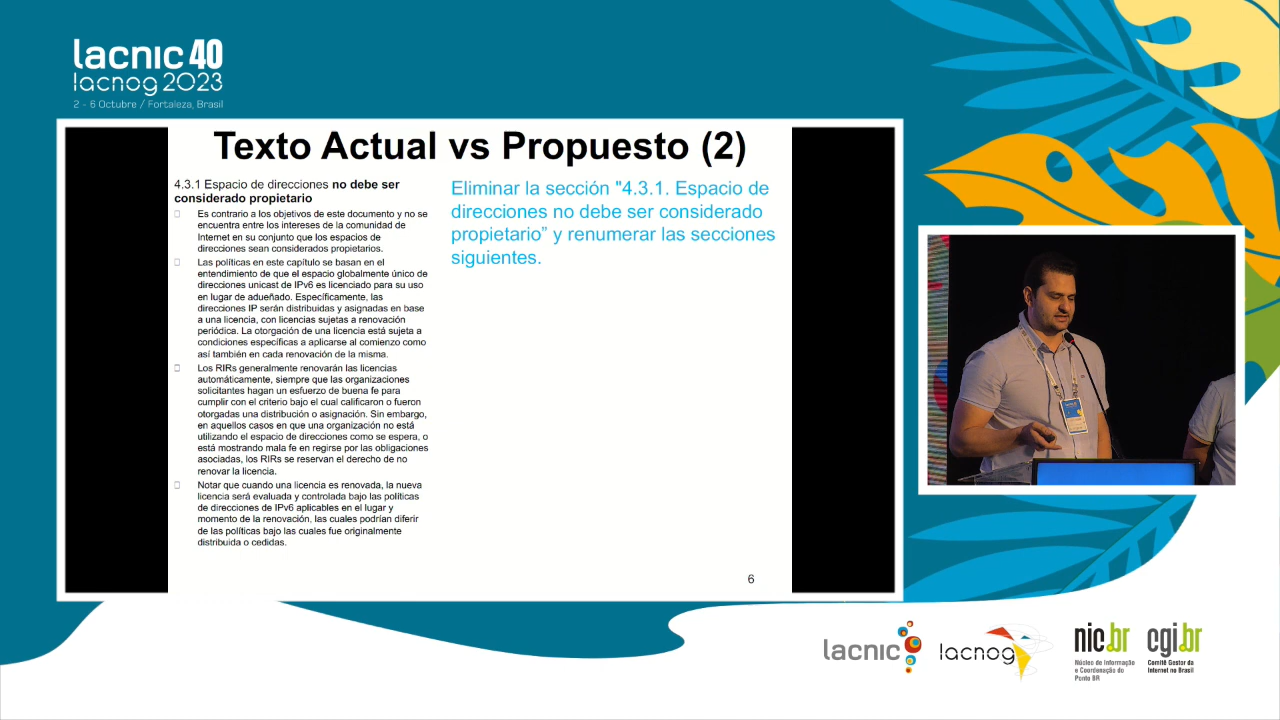 lacnic 40
lacnog 2023
2 - 6 Octubre / Fortaleza, Brasil
Texto Actual vs Propuesto (2)
4.3.1 Espacio de direcciones no debe ser
considerado propietario
Es contrario a los objetivos de este documento y no se
encuentra entre los intereses de la comunidad de
Internet en su conjunto que los espacios de
direcciones sean considerados propietarios.
Las políticas en este capítulo se basan en el
entendimiento de que el espacio globalmente único de
direcciones unicast de IPv6 es licenciado para su uso
en lugar de adueñado. Específicamente, las
direcciones IP serán distribuidas y asignadas en base
a una licencia, con licencias sujetas a renovación
periódica. La otorgación de una licencia está sujeta a
condiciones específicas a aplicarse al comienzo como
así también en cada renovación de la misma.
Los RIRs generalmente renovarán las licencias
automáticamente, siempre que las organizaciones
solicitantes hagan un esfuerzo de buena fe para
cumplir con el criterio bajo el cual calificaron o fueron
otorgadas una distribución o asignación. Sin embargo,
en aquellos casos en que una organización no está
utilizando el espacio de direcciones como se espera, o
está mostrando mala fe en regirse por las obligaciones
asociadas, los RIRs se reservan el derecho de no
renovar la licencia.
Notar que cuando una licencia es renovada, la nueva
licencia será evaluada y controlada bajo las políticas
de direcciones de IPv6 aplicables en el lugar y
momento de la renovación, las cuales podrían diferir
de las políticas bajo las cuales fue originalmente
distribuida o cedidas.
Eliminar la sección "4.3.1. Espacio de
direcciones no debe ser considerado
propietario” y renumerar las secciones
siguientes.
6
lacnic
lacnog
nic.br
Núcleo de Informação
e Coordenação do
Ponto BR
cgi.br
Comitê Gestor da
Internet no Brasil